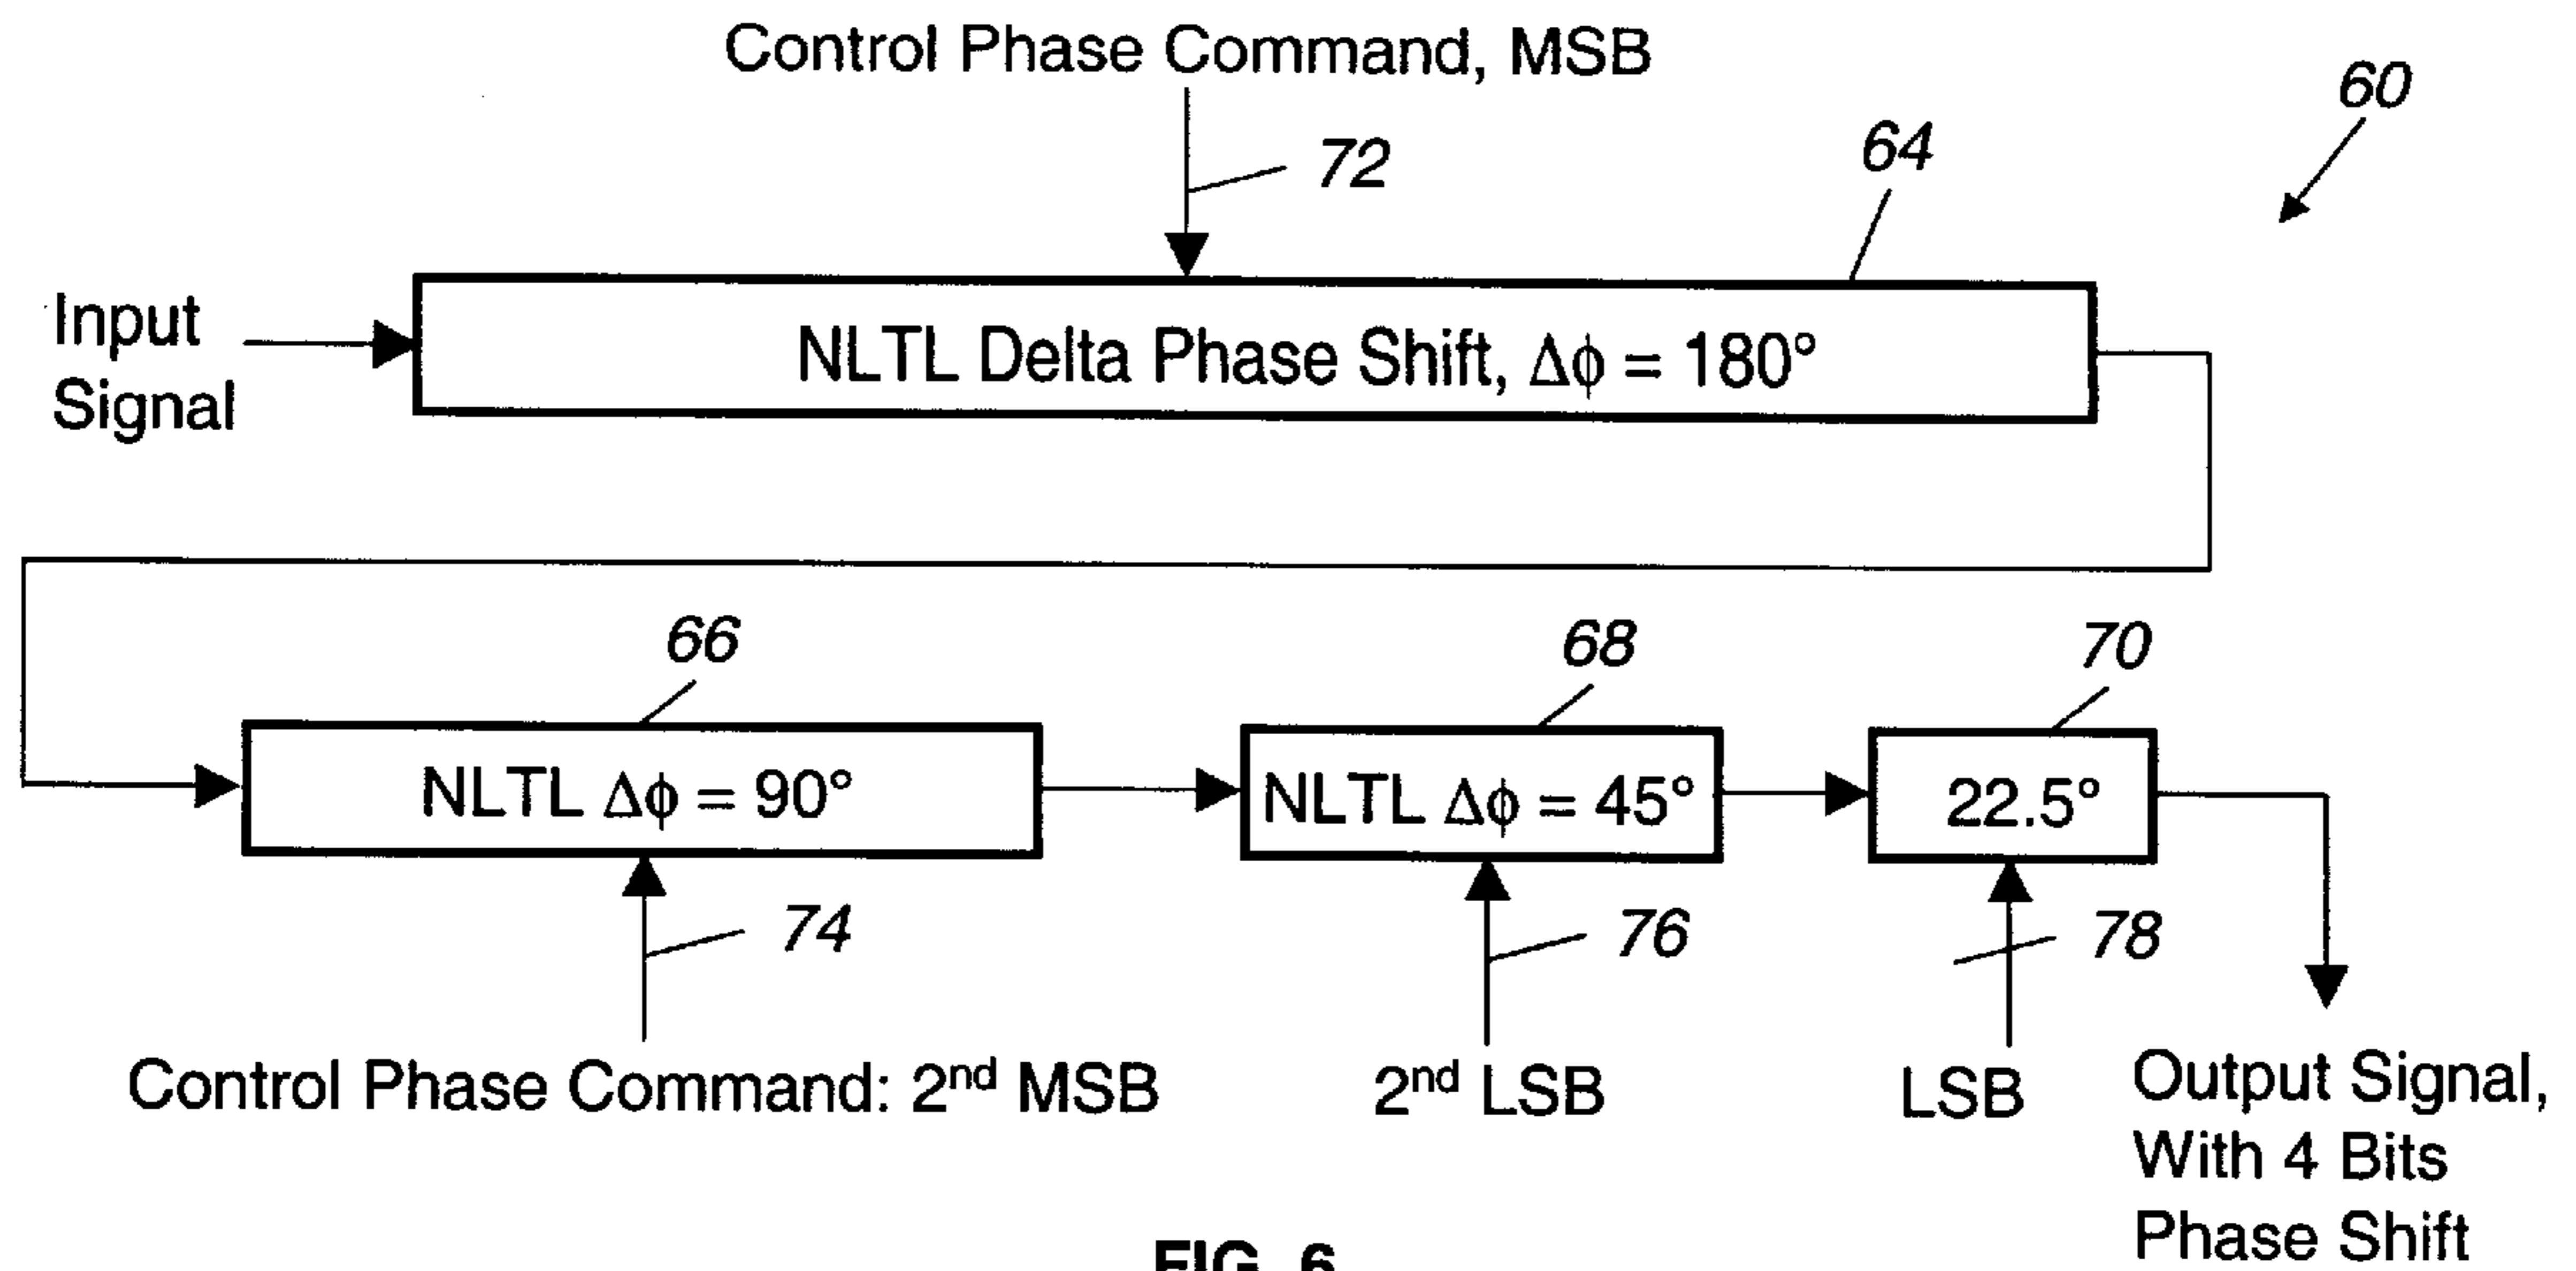 Control Phase Command, MSB
60
72
64
Input
Signal
NLTL Delta Phase Shift, Δϕ = 180°
66
68
70
NLTL Δϕ = 90°
NLTL Δϕ = 45°
22.5°
74
76
78
Control Phase Command: 2nd MSB
2nd LSB
LSB
Output Signal,
With 4 Bits
Phase Shift
FIG. 6